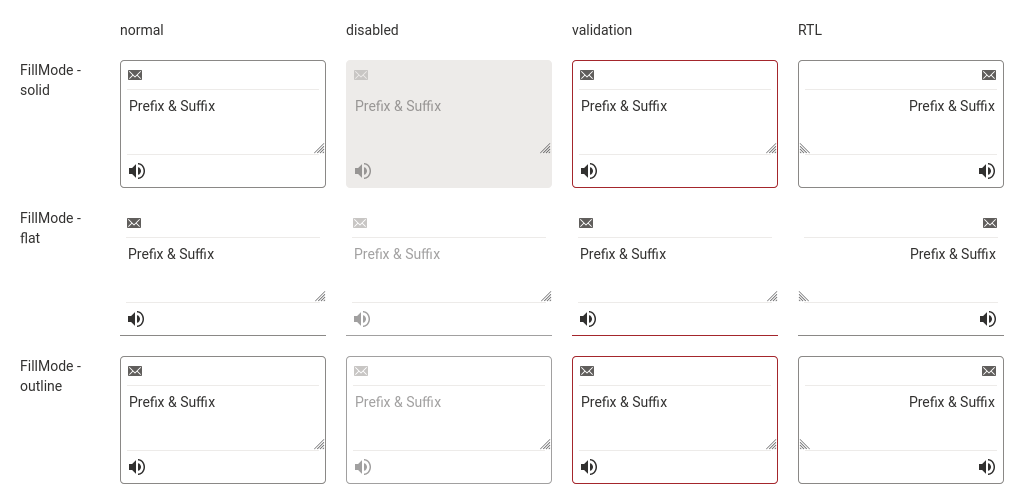 normal disabled validation RTL
FillMode -
solid
Prefix & Suffix Prefix & Suffix Prefix & Suffix Prefix & Suffix
FillMode -
flat
Prefix & Suffix Prefix & Suffix Prefix & Suffix Prefix & Suffix
FillMode -
outline
Prefix & Suffix Prefix & Suffix Prefix & Suffix Prefix & Suffix